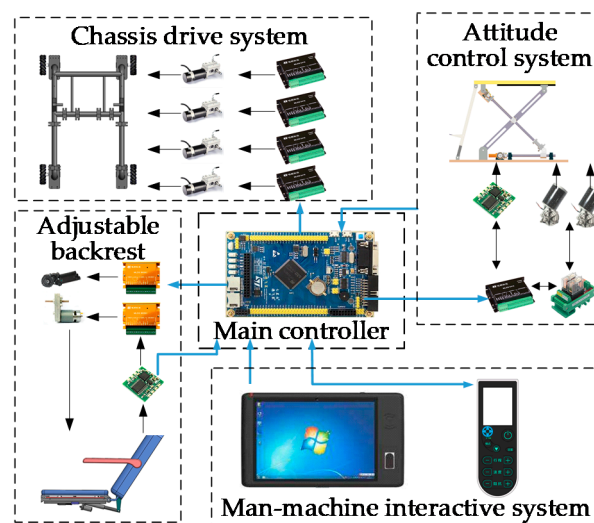 Chassis drive system
Attitude
control system
Adjustable
backrest
Main controller
Man-machine interactive system